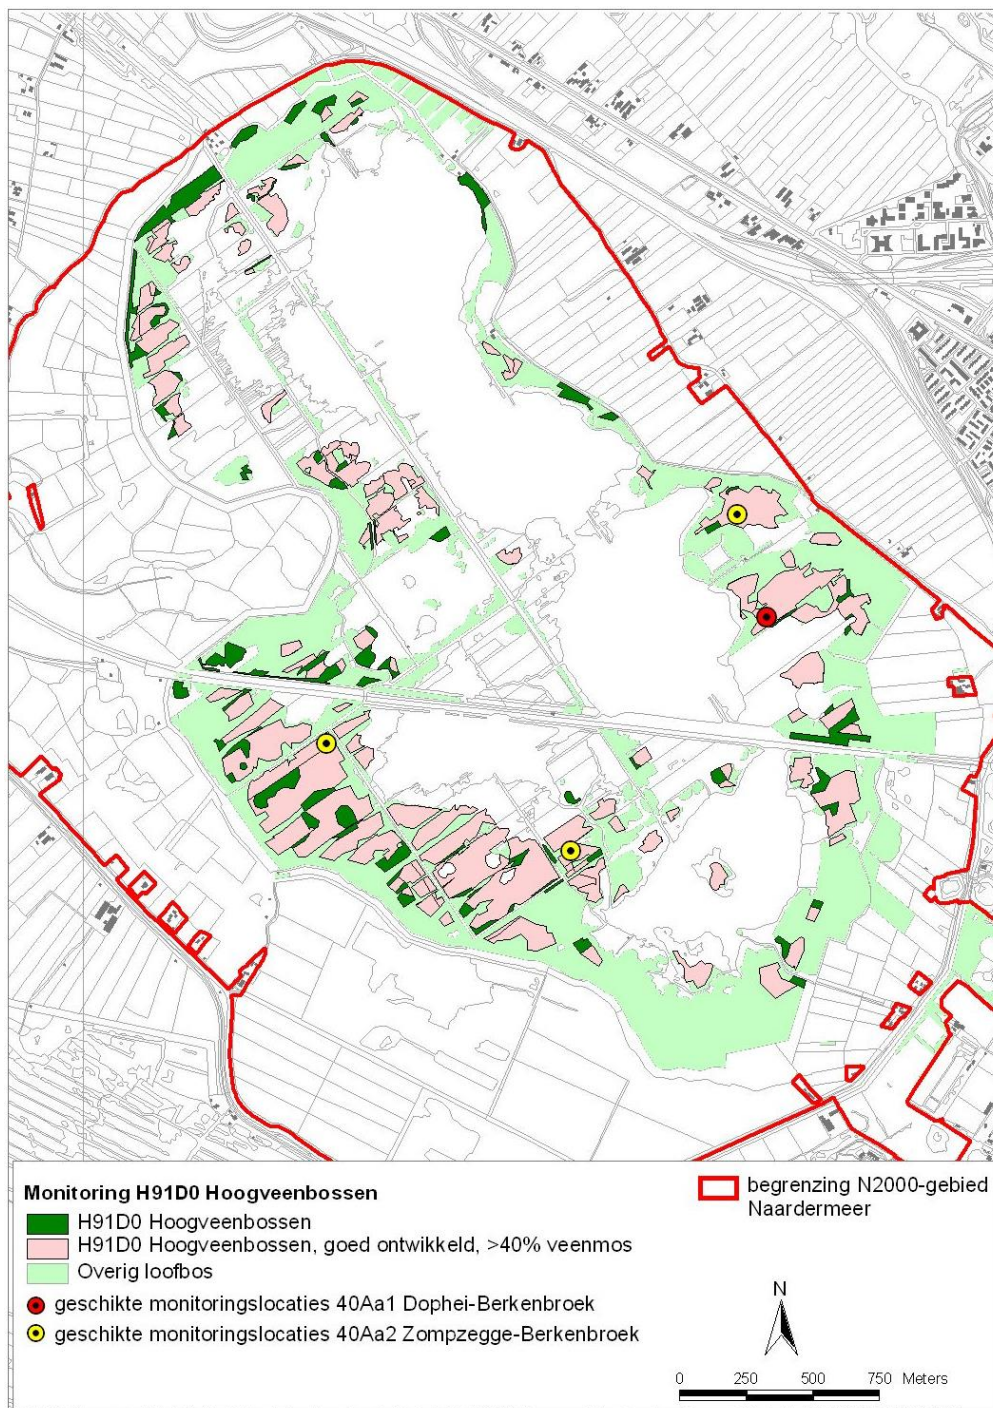 Monitoring H91D0 Hoogveenbossen
H91D0 Hoogveenbossen
H91D0 Hoogveenbossen, goed ontwikkeld, >40% veenmos
Overig loofbos
geschikte monitoringslocaties 40Aa1 Dophei-Berkenbroek
geschikte monitoringslocaties 40Aa2 Zompzegge-Berkenbroek
begrenzing N2000-gebied
Naardermeer
N
0 250 500 750 Meters